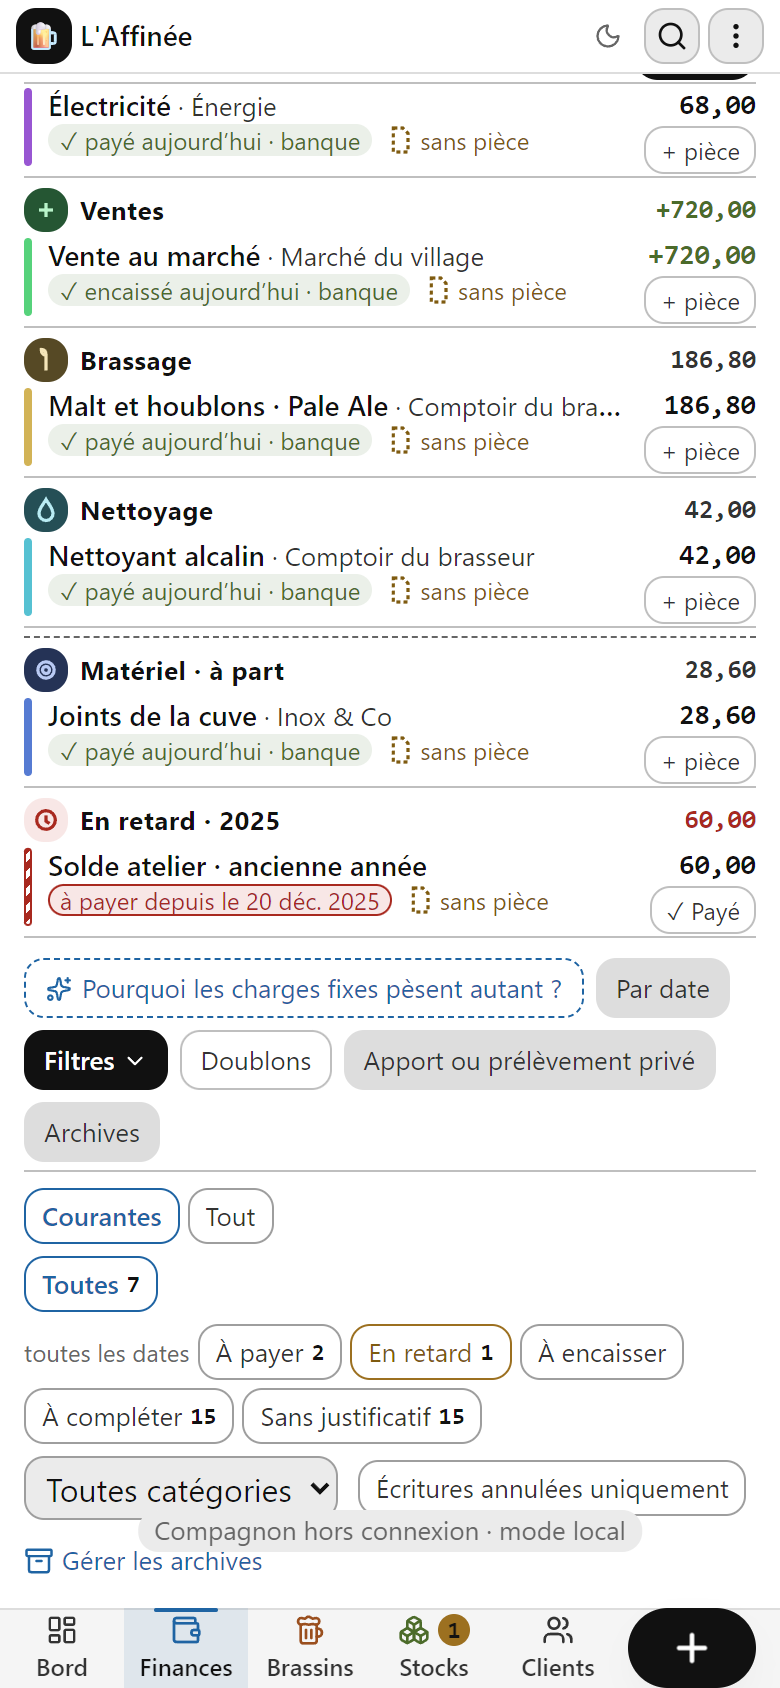 L'Affinée
Électricité · Énergie 68,00
✓ payé aujourd’hui · banque sans pièce + pièce
Ventes +720,00
Vente au marché · Marché du village +720,00
✓ encaissé aujourd’hui · banque sans pièce + pièce
Brassage 186,80
Malt et houblons · Pale Ale · Comptoir du bra... 186,80
✓ payé aujourd’hui · banque sans pièce + pièce
Nettoyage 42,00
Nettoyant alcalin · Comptoir du brasseur 42,00
✓ payé aujourd’hui · banque sans pièce + pièce
Matériel · à part 28,60
Joints de la cuve · Inox & Co 28,60
✓ payé aujourd’hui · banque sans pièce + pièce
En retard · 2025 60,00
Solde atelier · ancienne année 60,00
à payer depuis le 20 déc. 2025 sans pièce ✓ Payé
Pourquoi les charges fixes pèsent autant ? Par date
Filtres Doublons Apport ou prélèvement privé
Archives
Courantes Tout
Toutes 7
toutes les dates À payer 2 En retard 1 À encaisser
À compléter 15 Sans justificatif 15
Toutes catégories Écritures annulées uniquement
Compagnon hors connexion · mode local
Gérer les archives
1
Bord Finances Brassins Stocks Clients +